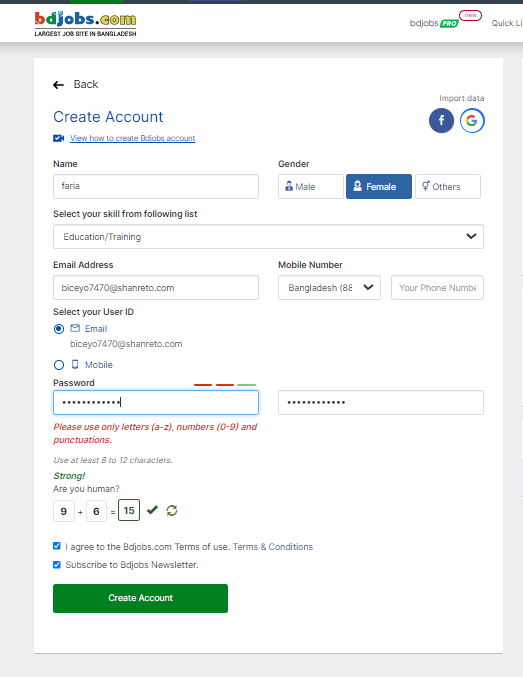 bdjobs.com
LARGEST JOB SITE IN BANGLADESH
bdjobs PRO new Quick Li
Back
Import data
Create Account
f G
View how to create Bdjobs account
Name Gender
faria Male Female Others
Select your skill from following list
Education/Training
Email Address Mobile Number
biceyo7470@shanreto.com Bangladesh (88 Your Phone Numbe
Select your User ID
Email
biceyo7470@shanreto.com
Mobile
Password
•••••••••••• ••••••••••••
Please use only letters (a-z), numbers (0-9) and
punctuations.
Use at least 8 to 12 characters.
Strong!
Are you human?
9 + 6 = 15
I agree to the Bdjobs.com Terms of use. Terms & Conditions
Subscribe to Bdjobs Newsletter.
Create Account